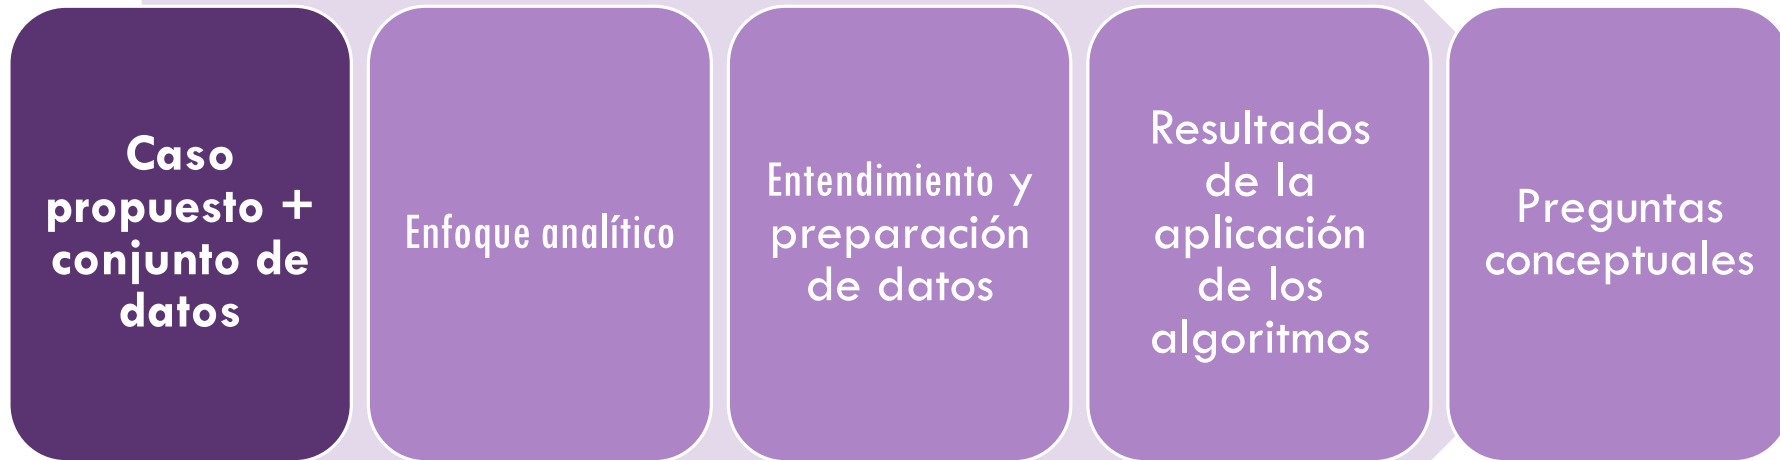 Caso
propuesto +
conjunto de
datos
Enfoque analítico
Entendimiento y
preparación
de datos
Resultados
de la
aplicación
de los
algoritmos
Preguntas
conceptuales